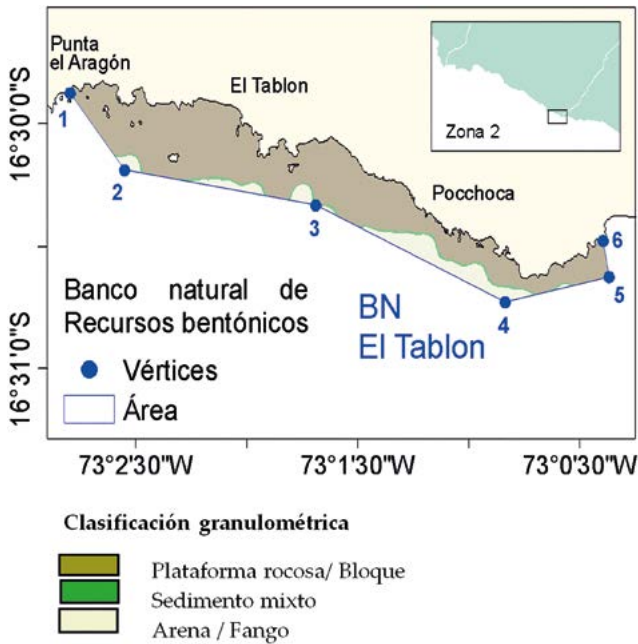 Punta
el Aragón
El Tablon
Zona 2
16°30'0"S
1
2
3
Pocchoca
6
5
4
Banco natural de
Recursos bentónicos
BN
El Tablon
Vértices
Área
16°31'0"S
73°2'30"W 73°1'30"W 73°0'30"W
Clasificación granulométrica
Plataforma rocosa/ Bloque
Sedimento mixto
Arena / Fango